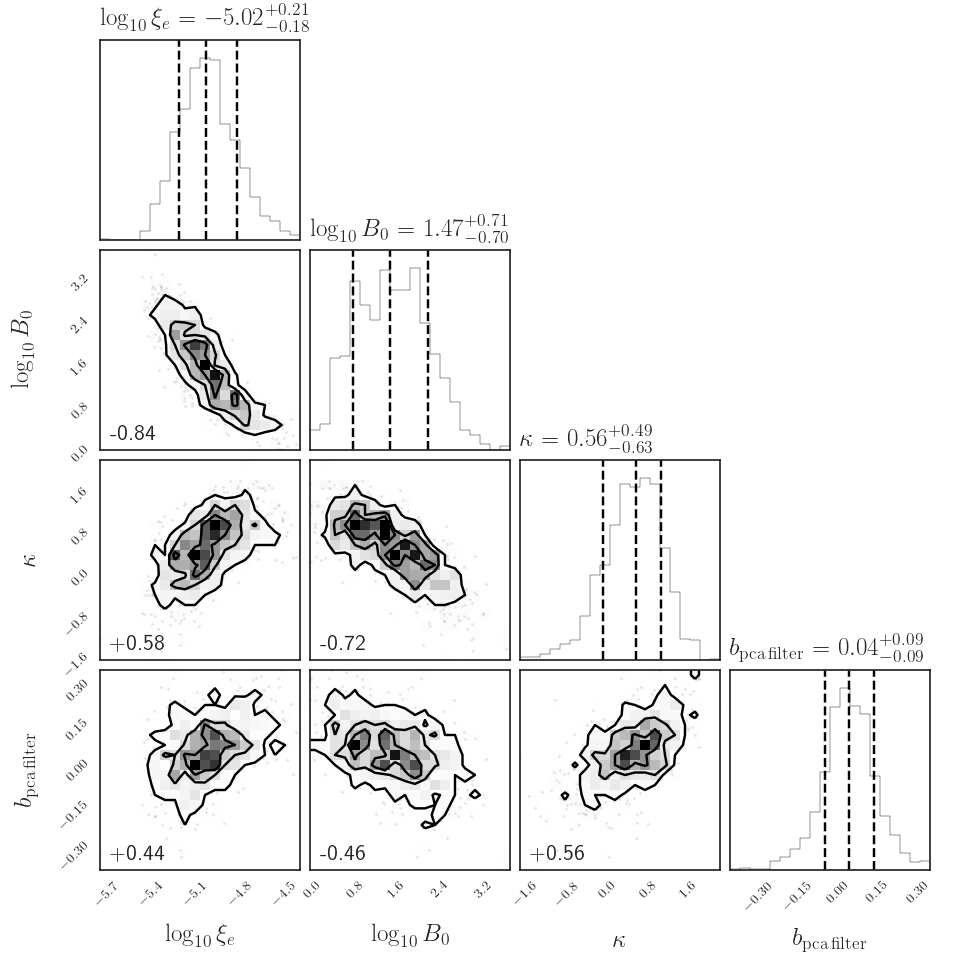 log₁₀ ξₑ = −5.02 +0.21 −0.18
log₁₀ B₀ = 1.47 +0.71 −0.70
log₁₀ B₀
3.2
2.4
1.6
0.8
0.0
-0.84
κ = 0.56 +0.49 −0.63
κ
1.6
0.8
0.0
−0.8
−1.6
+0.58
-0.72
b pca filter = 0.04 +0.09 −0.09
b pca filter
0.30
0.15
0.00
−0.15
−0.30
+0.44
-0.46
+0.56
−5.7 −5.4 −5.1 −4.8 −4.5
0.0 0.8 1.6 2.4 3.2
−1.6 −0.8 0.0 0.8 1.6
−0.30 −0.15 0.00 0.15 0.30
log₁₀ ξₑ
log₁₀ B₀
κ
b pca filter